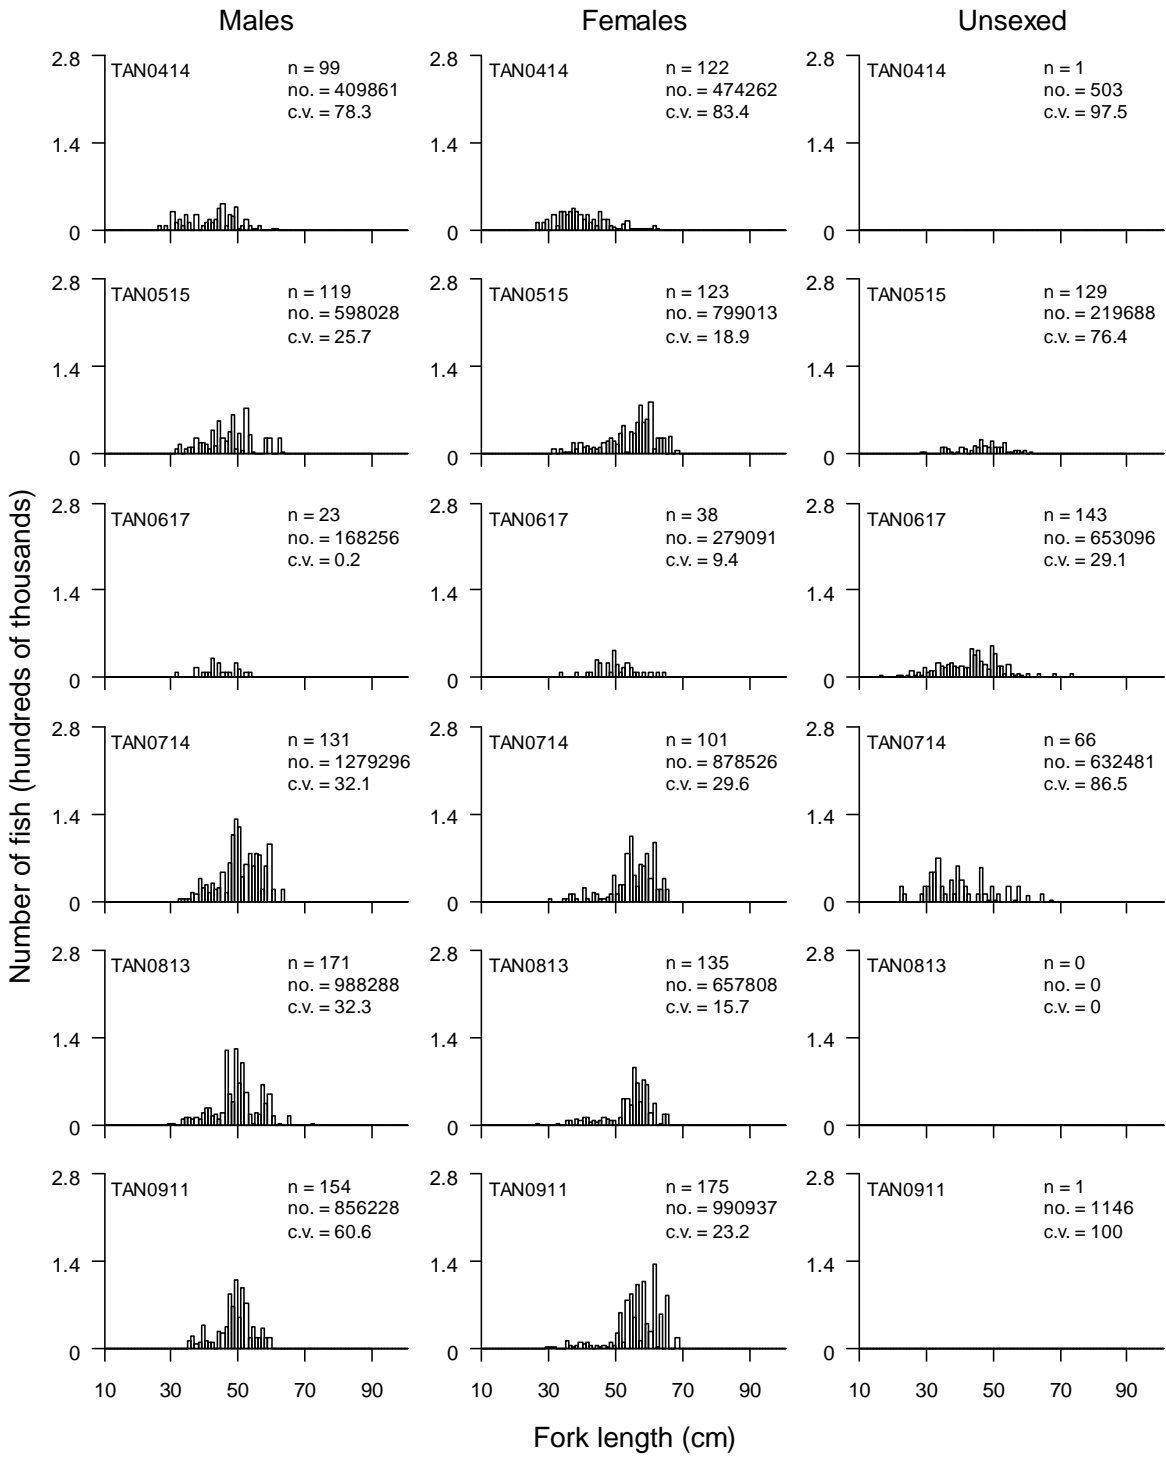 Males Females Unsexed
2.8 TAN0414 n = 99 2.8 TAN0414 n = 122 2.8 TAN0414 n = 1
no. = 409861 no. = 474262 no. = 503
c.v. = 78.3 c.v. = 83.4 c.v. = 97.5
1.4 1.4 1.4
0 0 0
2.8 TAN0515 n = 119 2.8 TAN0515 n = 123 2.8 TAN0515 n = 129
no. = 598028 no. = 799013 no. = 219688
c.v. = 25.7 c.v. = 18.9 c.v. = 76.4
1.4 1.4 1.4
0 0 0
2.8 TAN0617 n = 23 2.8 TAN0617 n = 38 2.8 TAN0617 n = 143
no. = 168256 no. = 279091 no. = 653096
c.v. = 0.2 c.v. = 9.4 c.v. = 29.1
1.4 1.4 1.4
0 0 0
Number of fish (hundreds of thousands)
2.8 TAN0714 n = 131 2.8 TAN0714 n = 101 2.8 TAN0714 n = 66
no. = 1279296 no. = 878526 no. = 632481
c.v. = 32.1 c.v. = 29.6 c.v. = 86.5
1.4 1.4 1.4
0 0 0
2.8 TAN0813 n = 171 2.8 TAN0813 n = 135 2.8 TAN0813 n = 0
no. = 988288 no. = 657808 no. = 0
c.v. = 32.3 c.v. = 15.7 c.v. = 0
1.4 1.4 1.4
0 0 0
2.8 TAN0911 n = 154 2.8 TAN0911 n = 175 2.8 TAN0911 n = 1
no. = 856228 no. = 990937 no. = 1146
c.v. = 60.6 c.v. = 23.2 c.v. = 100
1.4 1.4 1.4
0 0 0
10 30 50 70 90 10 30 50 70 90 10 30 50 70 90
Fork length (cm)